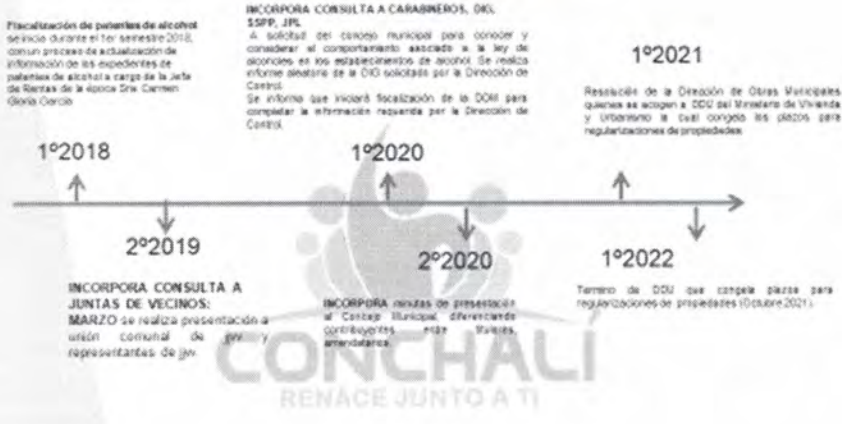 Fiscalización de patentes de alcohol
se inicia durante el 1er semestre 2018,
con un proceso de actualización de
información de los expedientes de
patentes de alcohol a cargo de la Jefa
de Rentas de la época Sra. Carmen
Gloria García
1º2018
INCORPORA CONSULTA A CARABINEROS, DIG,
SSPP, JPL
A solicitud del concejo municipal para conocer y
considerar el comportamiento asociado a la ley de
alcoholes en los establecimientos de alcohol. Se realiza
informe aleatorio de la DIG solicitado por la Dirección de
Control.
Se informa que iniciará fiscalización de la DOM para
completar la información requerida por la Dirección de
Control.
1º2020
1º2021
Resolución de la Dirección de Obras Municipales
quienes se acogen a DDU del Ministerio de Vivienda
y Urbanismo la cual congela los plazos para
regularizaciones de propiedades.
2º2019
INCORPORA CONSULTA A
JUNTAS DE VECINOS:
MARZO se realiza presentación a
unión comunal de jjvv y
representantes de jjvv.
2º2020
INCORPORA minutas de presentación
al Concejo Municipal, diferenciando
contribuyentes entre titulares,
arrendatarios.
1º2022
Termino de DDU que congela plazos para
regularizaciones de propiedades (Octubre 2021).
CONCHALÍ
RENACE JUNTO A TI